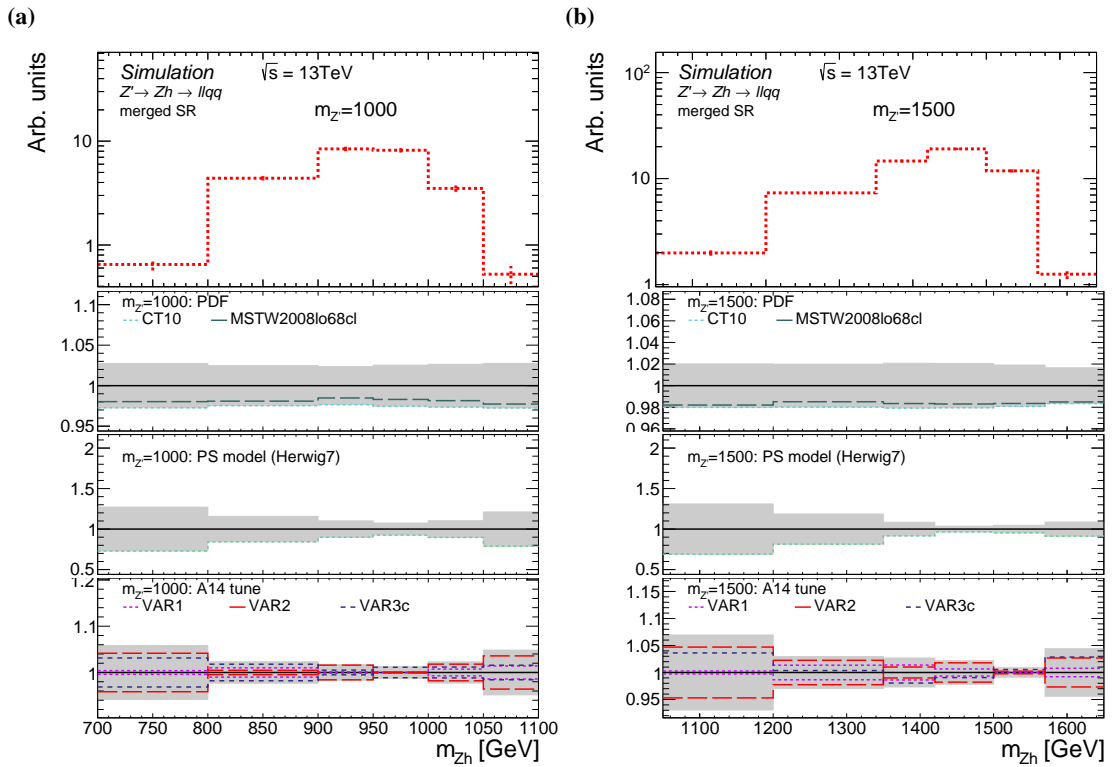 (a)
Arb. units
10
1
Simulation √s = 13TeV
Z' → Zh → llqq
merged SR
m_Z'=1000
1.1
1.05
1
0.95
m_Z'=1000: PDF
CT10 MSTW2008lo68cl
2
1.5
1
0.5
m_Z'=1000: PS model (Herwig7)
1.2
1.1
1
m_Z'=1000: A14 tune
VAR1 VAR2 VAR3c
700 750 800 850 900 950 1000 1050 1100
m_Zh [GeV]
(b)
Arb. units
10²
10
1
Simulation √s = 13TeV
Z' → Zh → llqq
merged SR
m_Z'=1500
1.08
1.06
1.04
1.02
1
0.98
0.96
m_Z'=1500: PDF
CT10 MSTW2008lo68cl
2
1.5
1
0.5
m_Z'=1500: PS model (Herwig7)
1.15
1.1
1.05
1
0.95
m_Z'=1500: A14 tune
VAR1 VAR2 VAR3c
1100 1200 1300 1400 1500 1600
m_Zh [GeV]